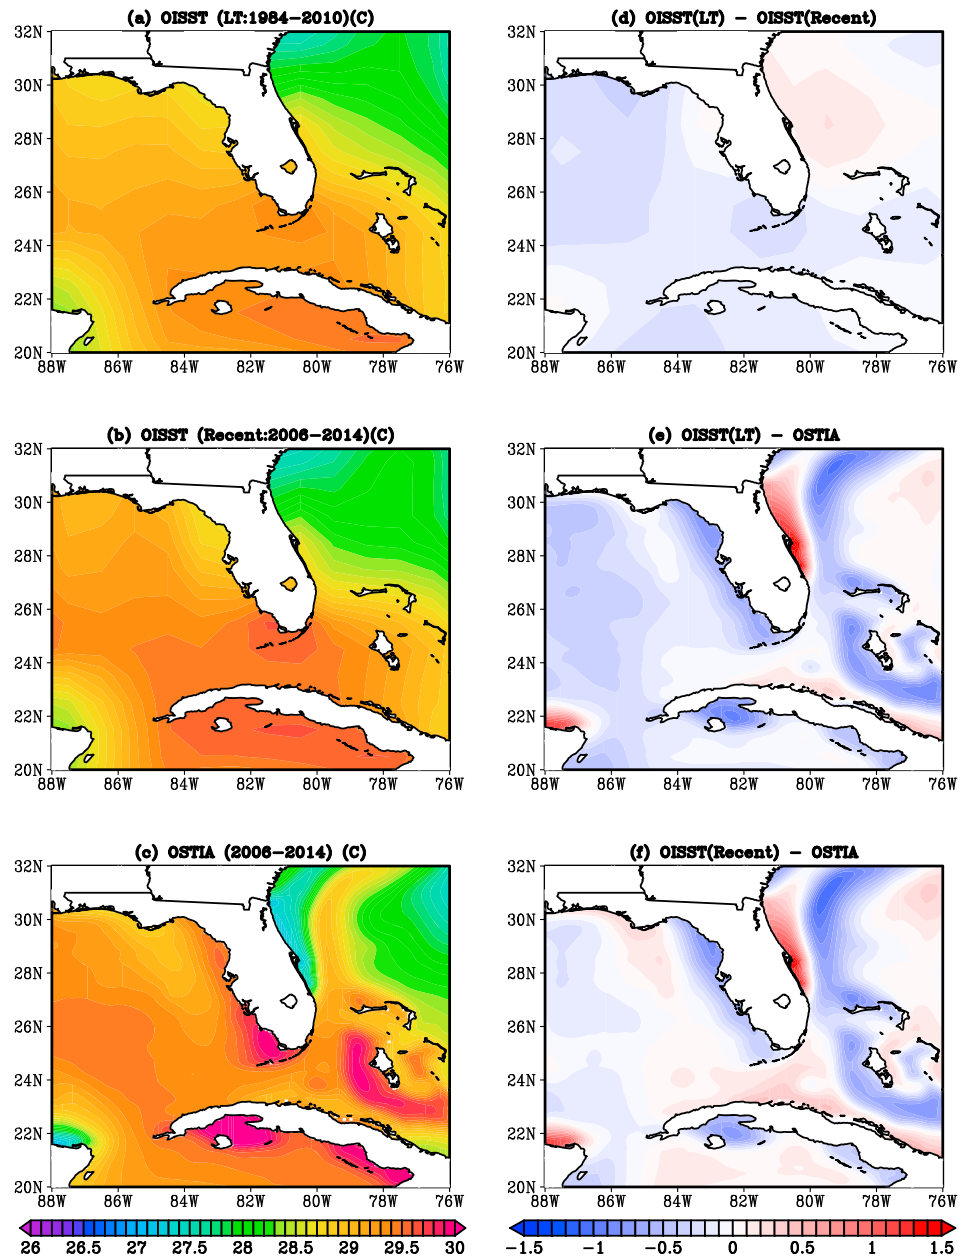 (a) OISST (LT:1984-2010)(C)
32N
30N
28N
26N
24N
22N
20N
88W 86W 84W 82W 80W 78W 76W
(d) OISST(LT) - OISST(Recent)
32N
30N
28N
26N
24N
22N
20N
88W 86W 84W 82W 80W 78W 76W
(b) OISST (Recent:2006-2014)(C)
32N
30N
28N
26N
24N
22N
20N
88W 86W 84W 82W 80W 78W 76W
(e) OISST(LT) - OSTIA
32N
30N
28N
26N
24N
22N
20N
88W 86W 84W 82W 80W 78W 76W
(c) OSTIA (2006-2014) (C)
32N
30N
28N
26N
24N
22N
20N
88W 86W 84W 82W 80W 78W 76W
26 26.5 27 27.5 28 28.5 29 29.5 30
(f) OISST(Recent) - OSTIA
32N
30N
28N
26N
24N
22N
20N
88W 86W 84W 82W 80W 78W 76W
-1.5 -1 -0.5 0 0.5 1 1.5